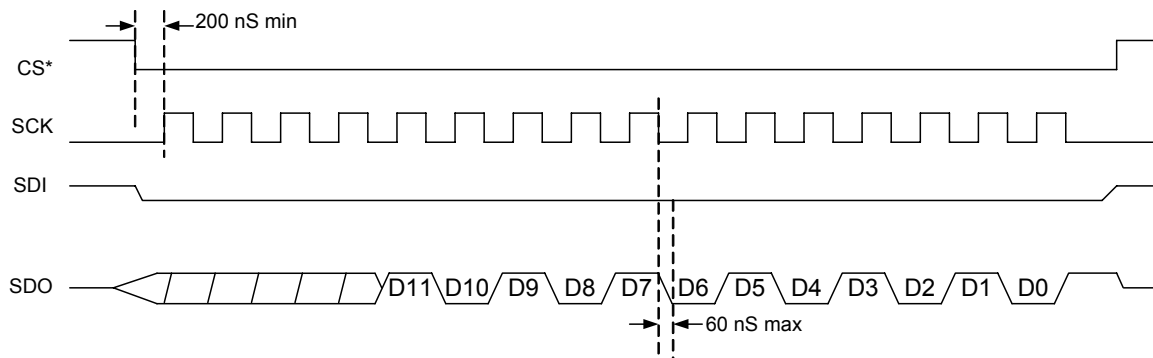 200 nS min
CS*
SCK
SDI
SDO
D11 D10 D9 D8 D7 D6 D5 D4 D3 D2 D1 D0
60 nS max